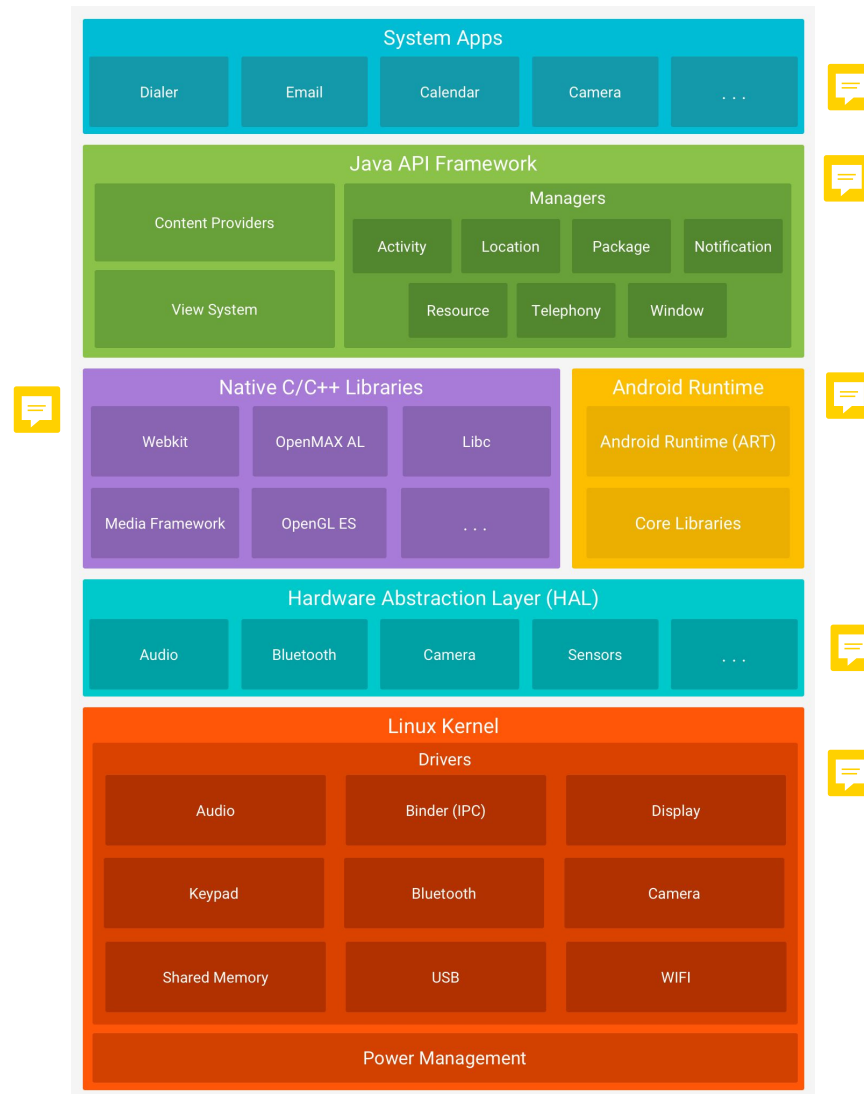 System Apps
Dialer Email Calendar Camera . . .
Java API Framework
Content Providers
View System
Managers
Activity Location Package Notification
Resource Telephony Window
Native C/C++ Libraries
Webkit OpenMAX AL Libc
Media Framework OpenGL ES . . .
Android Runtime
Android Runtime (ART)
Core Libraries
Hardware Abstraction Layer (HAL)
Audio Bluetooth Camera Sensors . . .
Linux Kernel
Drivers
Audio Binder (IPC) Display
Keypad Bluetooth Camera
Shared Memory USB WIFI
Power Management